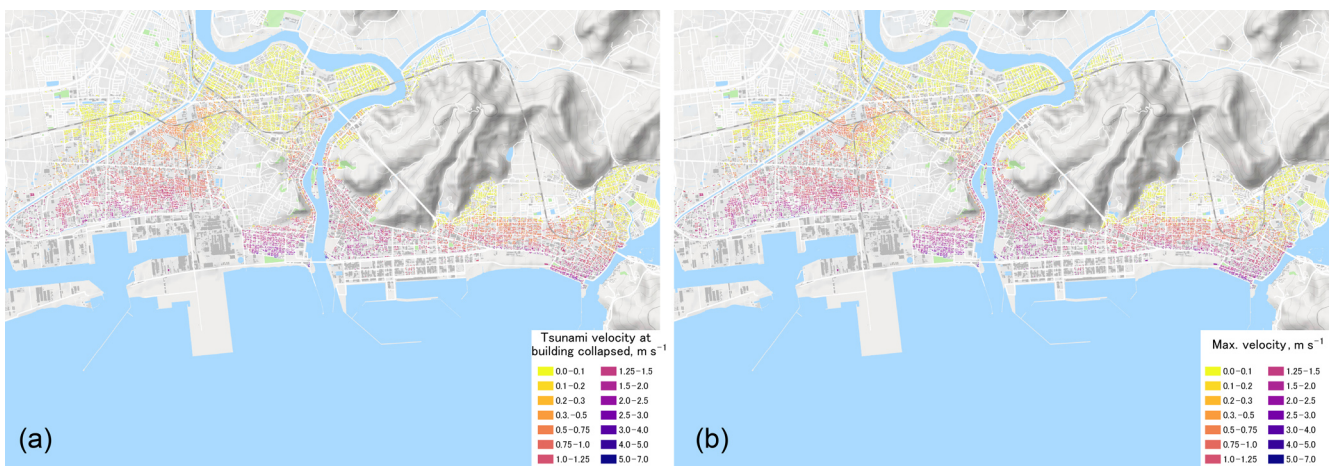 Tsunami velocity at
building collapsed, m s⁻¹
0.0-0.1 1.25-1.5
0.1-0.2 1.5-2.0
0.2-0.3 2.0-2.5
0.3.-0.5 2.5-3.0
0.5-0.75 3.0-4.0
0.75-1.0 4.0-5.0
1.0-1.25 5.0-7.0
(a)
Max. velocity, m s⁻¹
0.0-0.1 1.25-1.5
0.1-0.2 1.5-2.0
0.2-0.3 2.0-2.5
0.3.-0.5 2.5-3.0
0.5-0.75 3.0-4.0
0.75-1.0 4.0-5.0
1.0-1.25 5.0-7.0
(b)